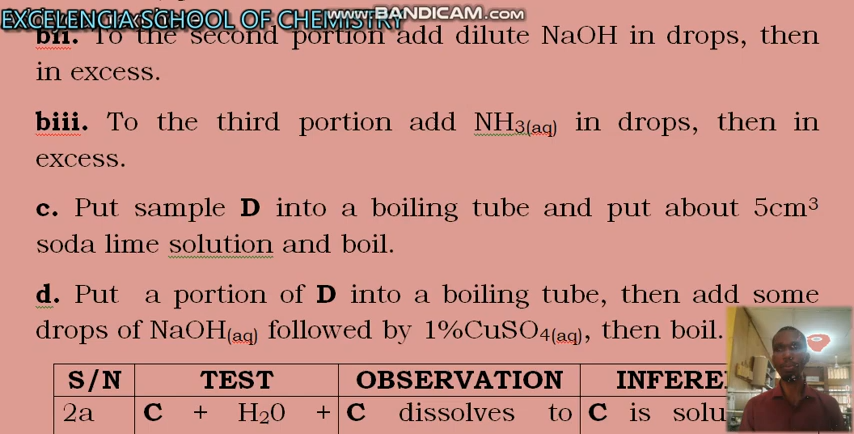 EXCELENCIA SCHOOL OF CHEMISTRY
www.BANDICAM.com
bii. To the second portion add dilute NaOH in drops, then
in excess.
biii. To the third portion add NH3(aq) in drops, then in
excess.
c. Put sample D into a boiling tube and put about 5cm³
soda lime solution and boil.
d. Put a portion of D into a boiling tube, then add some
drops of NaOH(aq) followed by 1%CuSO4(aq), then boil.
S/N TEST OBSERVATION INFERE
2a C + H20 + C dissolves to C is solu